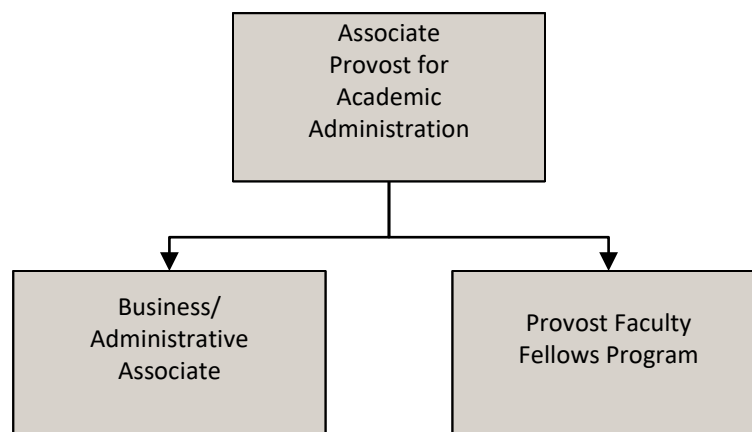 Associate
Provost for
Academic
Administration
Business/
Administrative
Associate
Provost Faculty
Fellows Program